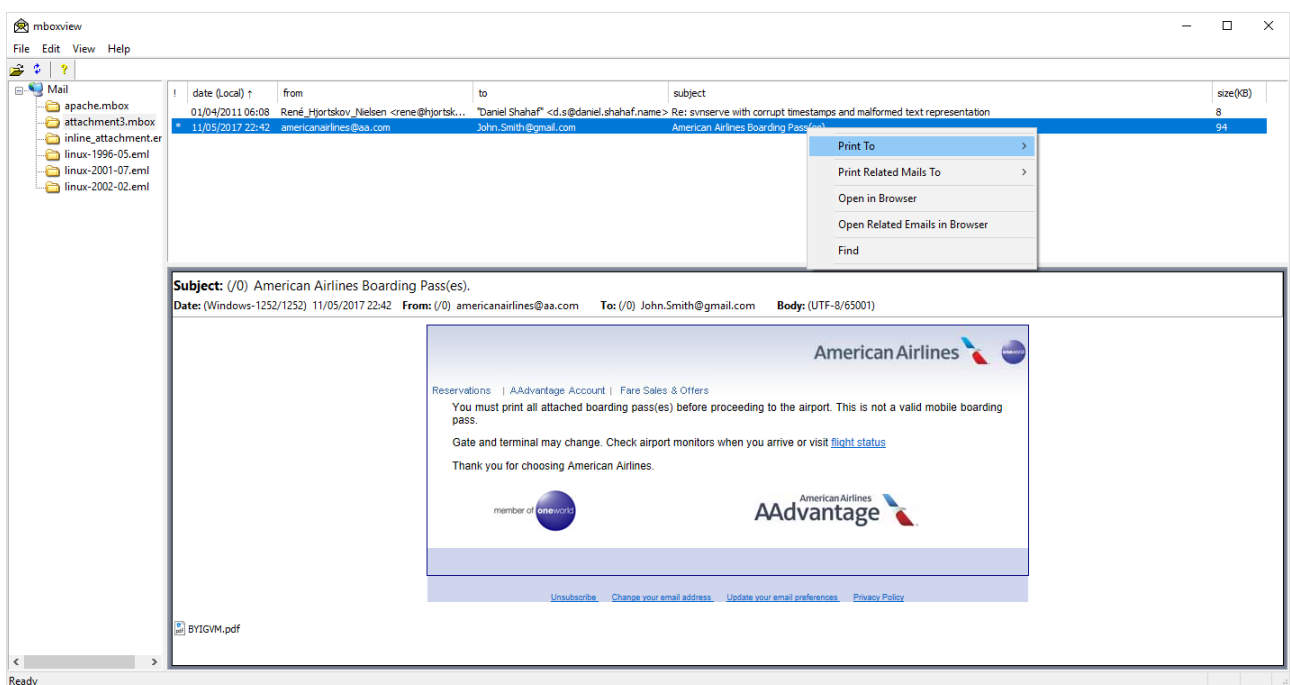 mboxview
File Edit View Help
Mail
apache.mbox
attachment3.mbox
inline_attachment.er
linux-1996-05.eml
linux-2001-07.eml
linux-2002-02.eml
! date (Local) ↑ from to subject size(KB)
01/04/2011 06:08 René_Hjortskov_Nielsen <rene@hjortsk... "Daniel Shahaf" <d.s@daniel.shahaf.name> Re: svnserve with corrupt timestamps and malformed text representation 8
* 11/05/2017 22:42 americanairlines@aa.com John.Smith@gmail.com American Airlines Boarding Pass(es) 94
Print To >
Print Related Mails To >
Open in Browser
Open Related Emails in Browser
Find
Subject: (/0) American Airlines Boarding Pass(es).
Date: (Windows-1252/1252) 11/05/2017 22:42 From: (/0) americanairlines@aa.com To: (/0) John.Smith@gmail.com Body: (UTF-8/65001)
American Airlines
oneworld
Reservations | AAdvantage Account | Fare Sales & Offers
You must print all attached boarding pass(es) before proceeding to the airport. This is not a valid mobile boarding
pass.
Gate and terminal may change. Check airport monitors when you arrive or visit flight status
Thank you for choosing American Airlines.
member of oneworld
American Airlines
AAdvantage
Unsubscribe Change your email address Update your email preferences Privacy Policy
BYIGVM.pdf
Ready